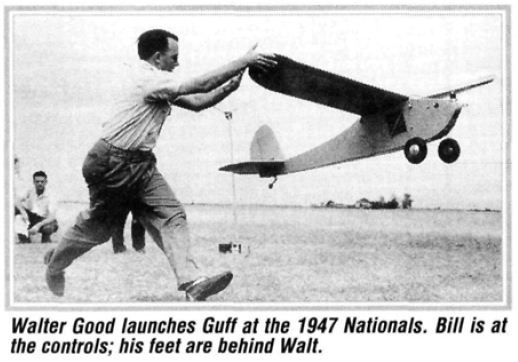 Walter Good launches Guff at the 1947 Nationals. Bill is at
the controls; his feet are behind Walt.